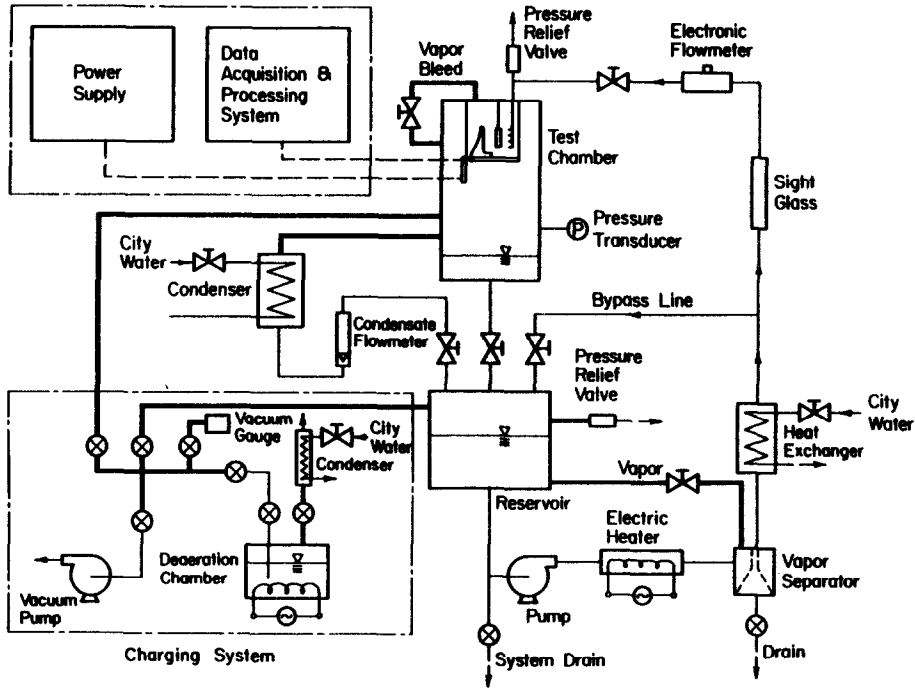 Power
Supply
Data
Acquisition &
Processing
System
Vapor
Bleed
Pressure
Relief
Valve
Electronic
Flowmeter
Test
Chamber
Sight
Glass
P
Pressure
Transducer
City
Water
Condenser
Condensate
Flowmeter
Bypass Line
Pressure
Relief
Valve
Vacuum
Gauge
City
Water
Condenser
City
Water
Heat
Exchanger
Vapor
Reservoir
Electric
Heater
Deaeration
Chamber
Vapor
Separator
Vacuum
Pump
Pump
Charging System
System Drain
Drain